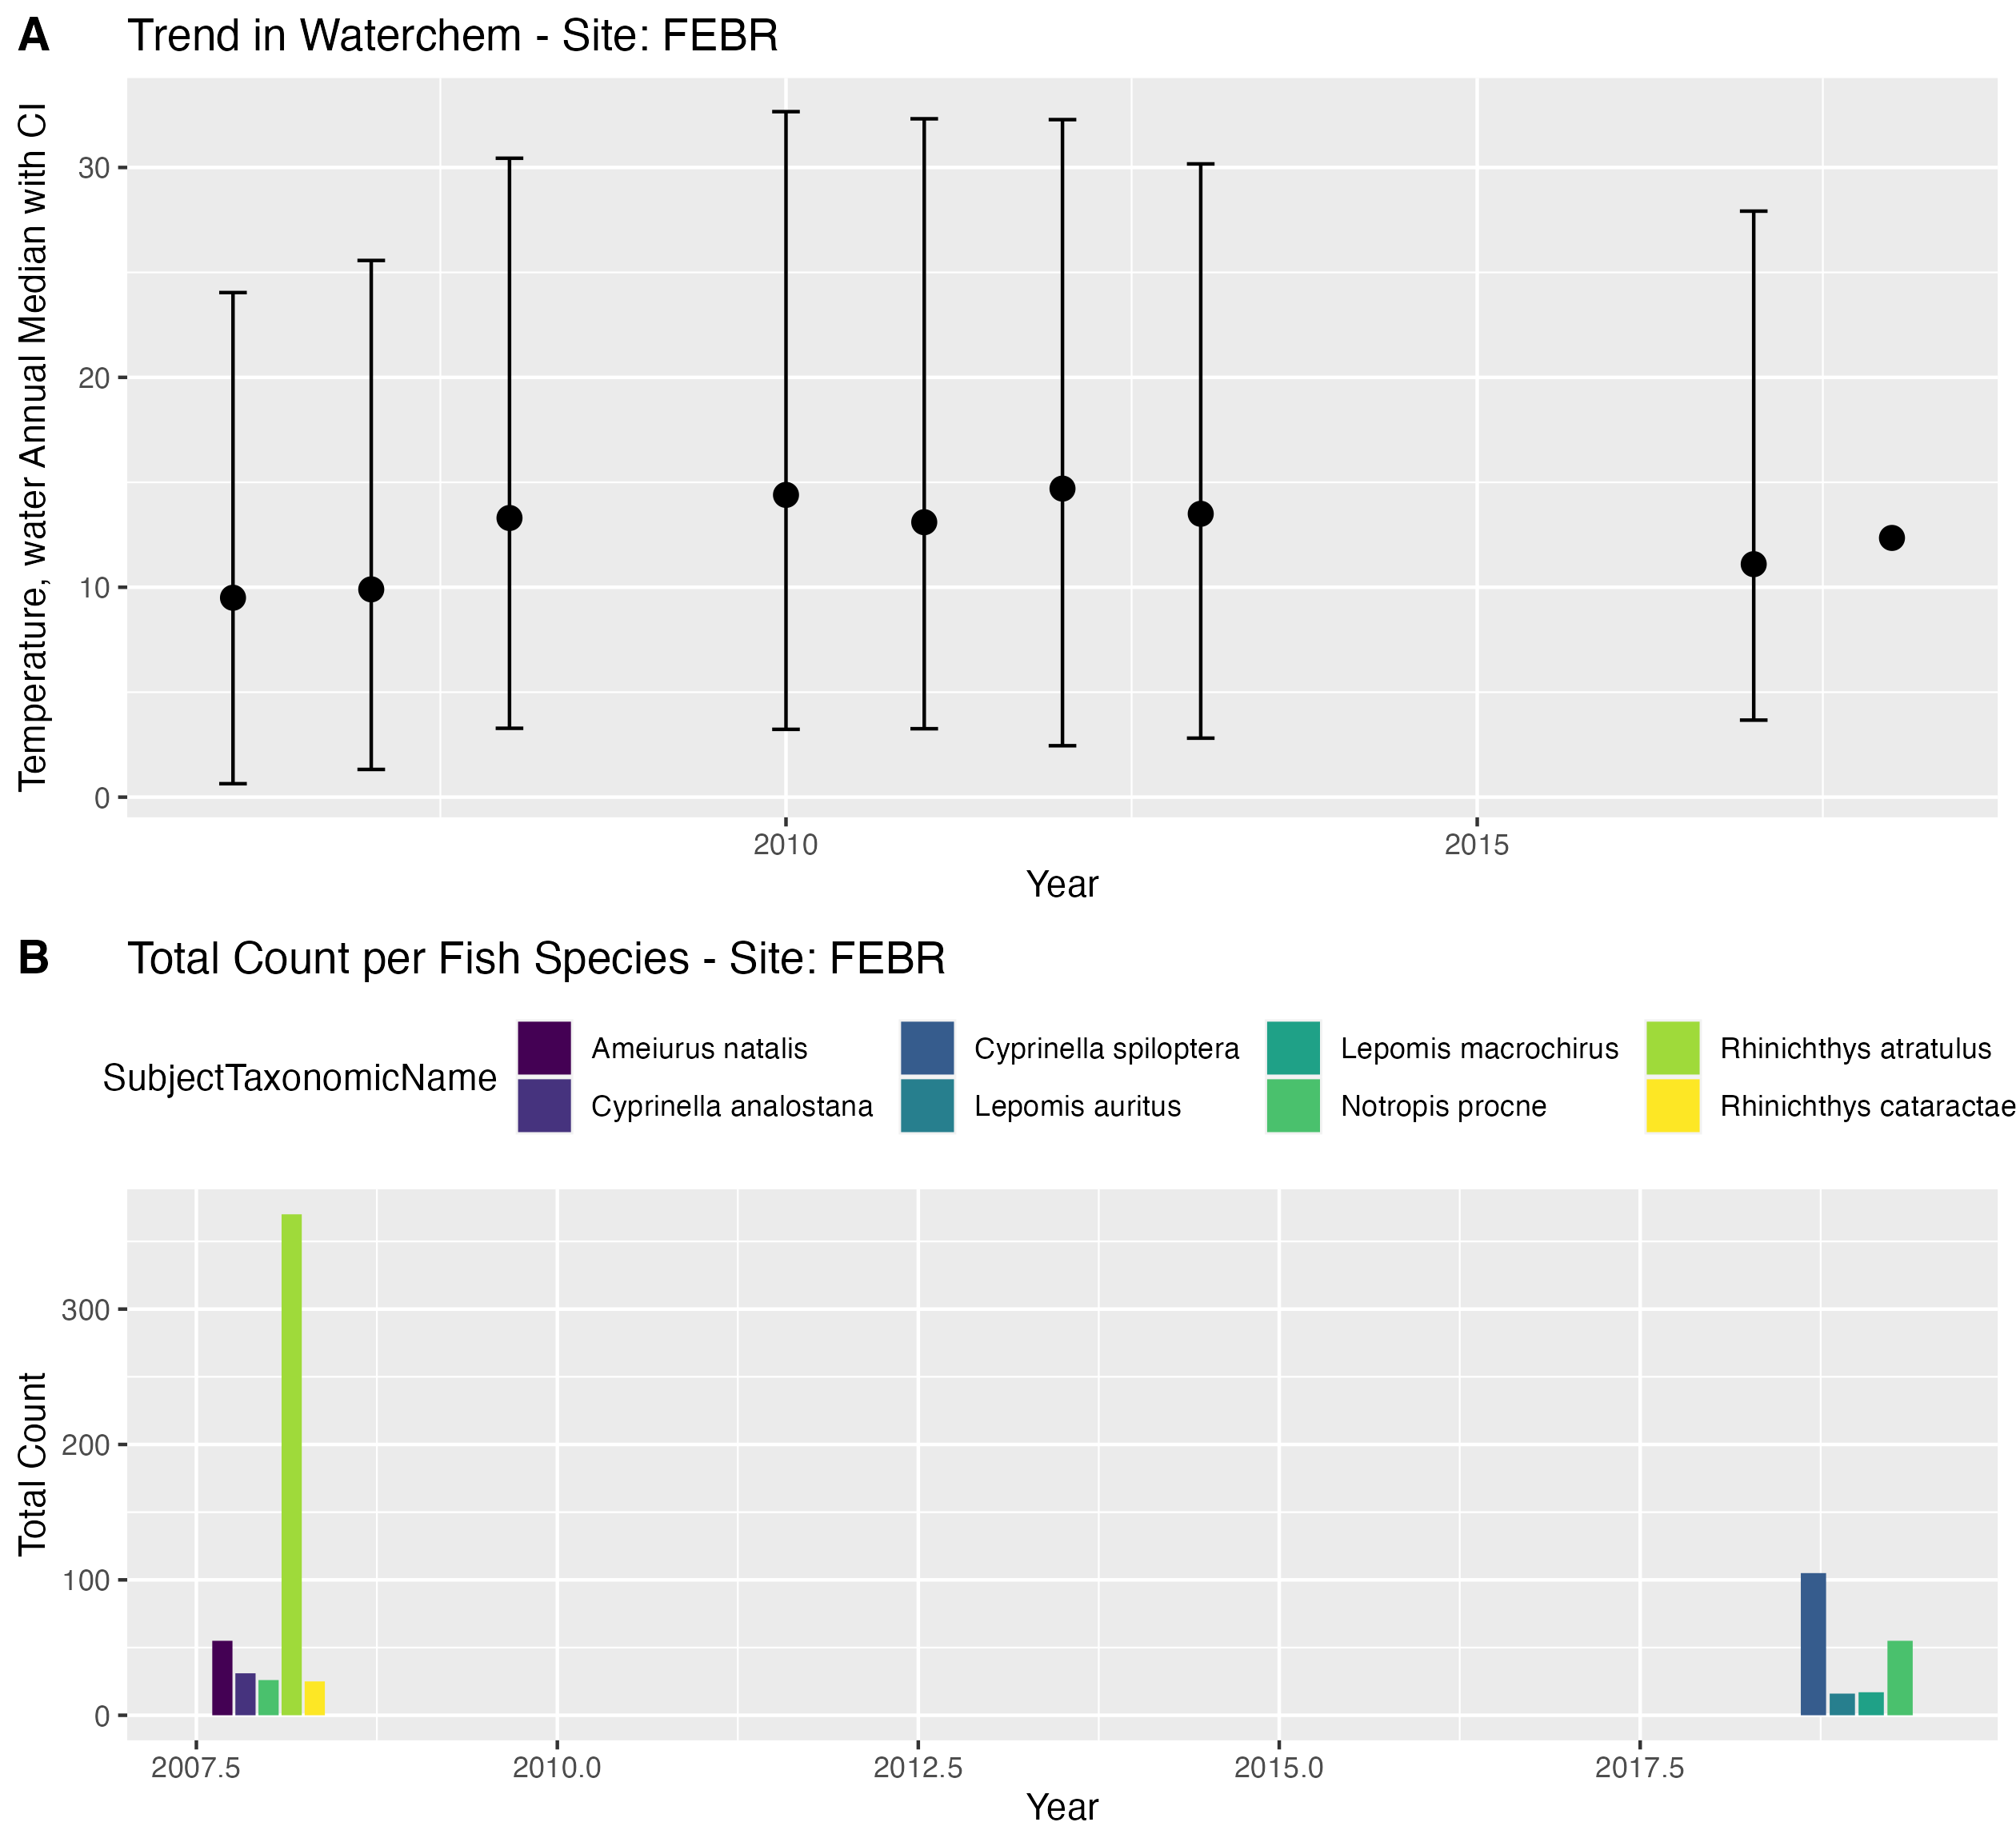 A Trend in Waterchem - Site: FEBR
Temperature, water Annual Median with CI
30
20
10
0
2010 2015
Year
B Total Count per Fish Species - Site: FEBR
SubjectTaxonomicName
Ameiurus natalis Cyprinella spiloptera Lepomis macrochirus Rhinichthys atratulus
Cyprinella analostana Lepomis auritus Notropis procne Rhinichthys cataractae
Total Count
300
200
100
0
2007.5 2010.0 2012.5 2015.0 2017.5
Year